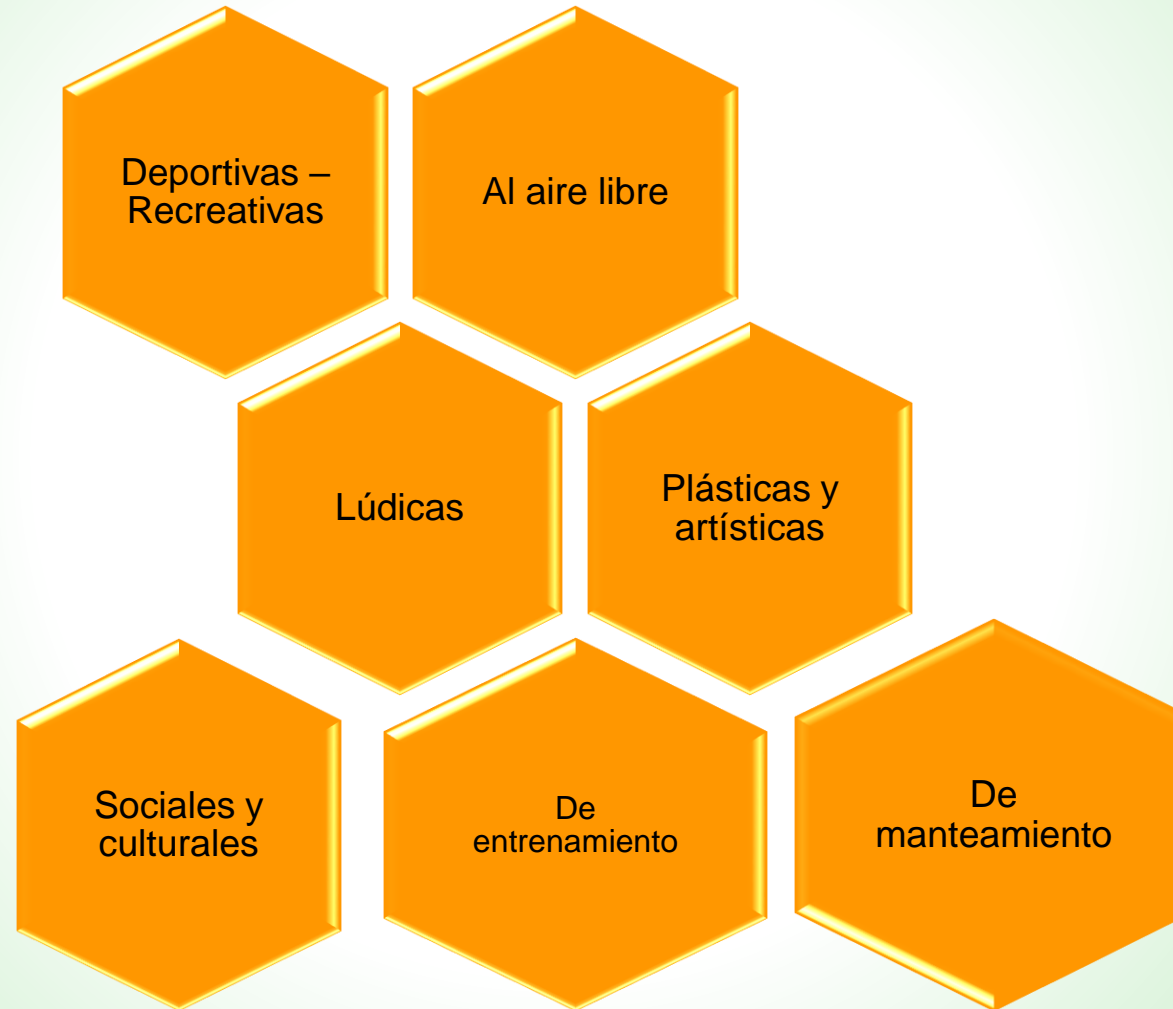 Deportivas –
Recreativas
Al aire libre
Lúdicas
Plásticas y
artísticas
Sociales y
culturales
De
entrenamiento
De
manteamiento